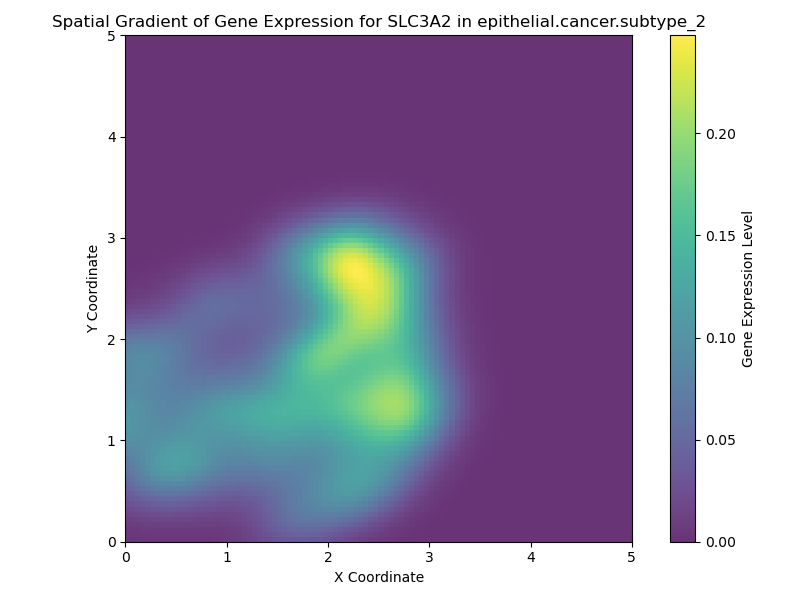 Spatial Gradient of Gene Expression for SLC3A2 in epithelial.cancer.subtype_2
5
4
3
2
1
0
Y Coordinate
0 1 2 3 4 5
X Coordinate
0.20
0.15
0.10
0.05
0.00
Gene Expression Level